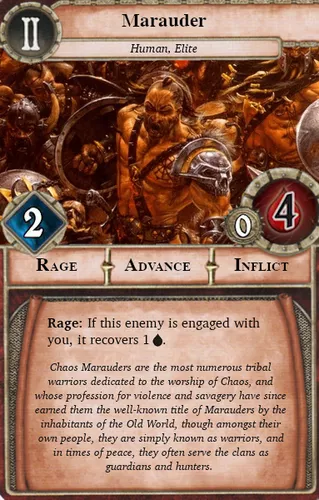 II
Marauder
Human, Elite
2
0
4
RAGE ADVANCE INFLICT
Rage: If this enemy is engaged with
you, it recovers 1 .
Chaos Marauders are the most numerous tribal
warriors dedicated to the worship of Chaos, and
whose profession for violence and savagery have since
earned them the well-known title of Marauders by the
inhabitants of the Old World, though amongst their
own people, they are simply known as warriors, and
in times of peace, they often serve the clans as
guardians and hunters.